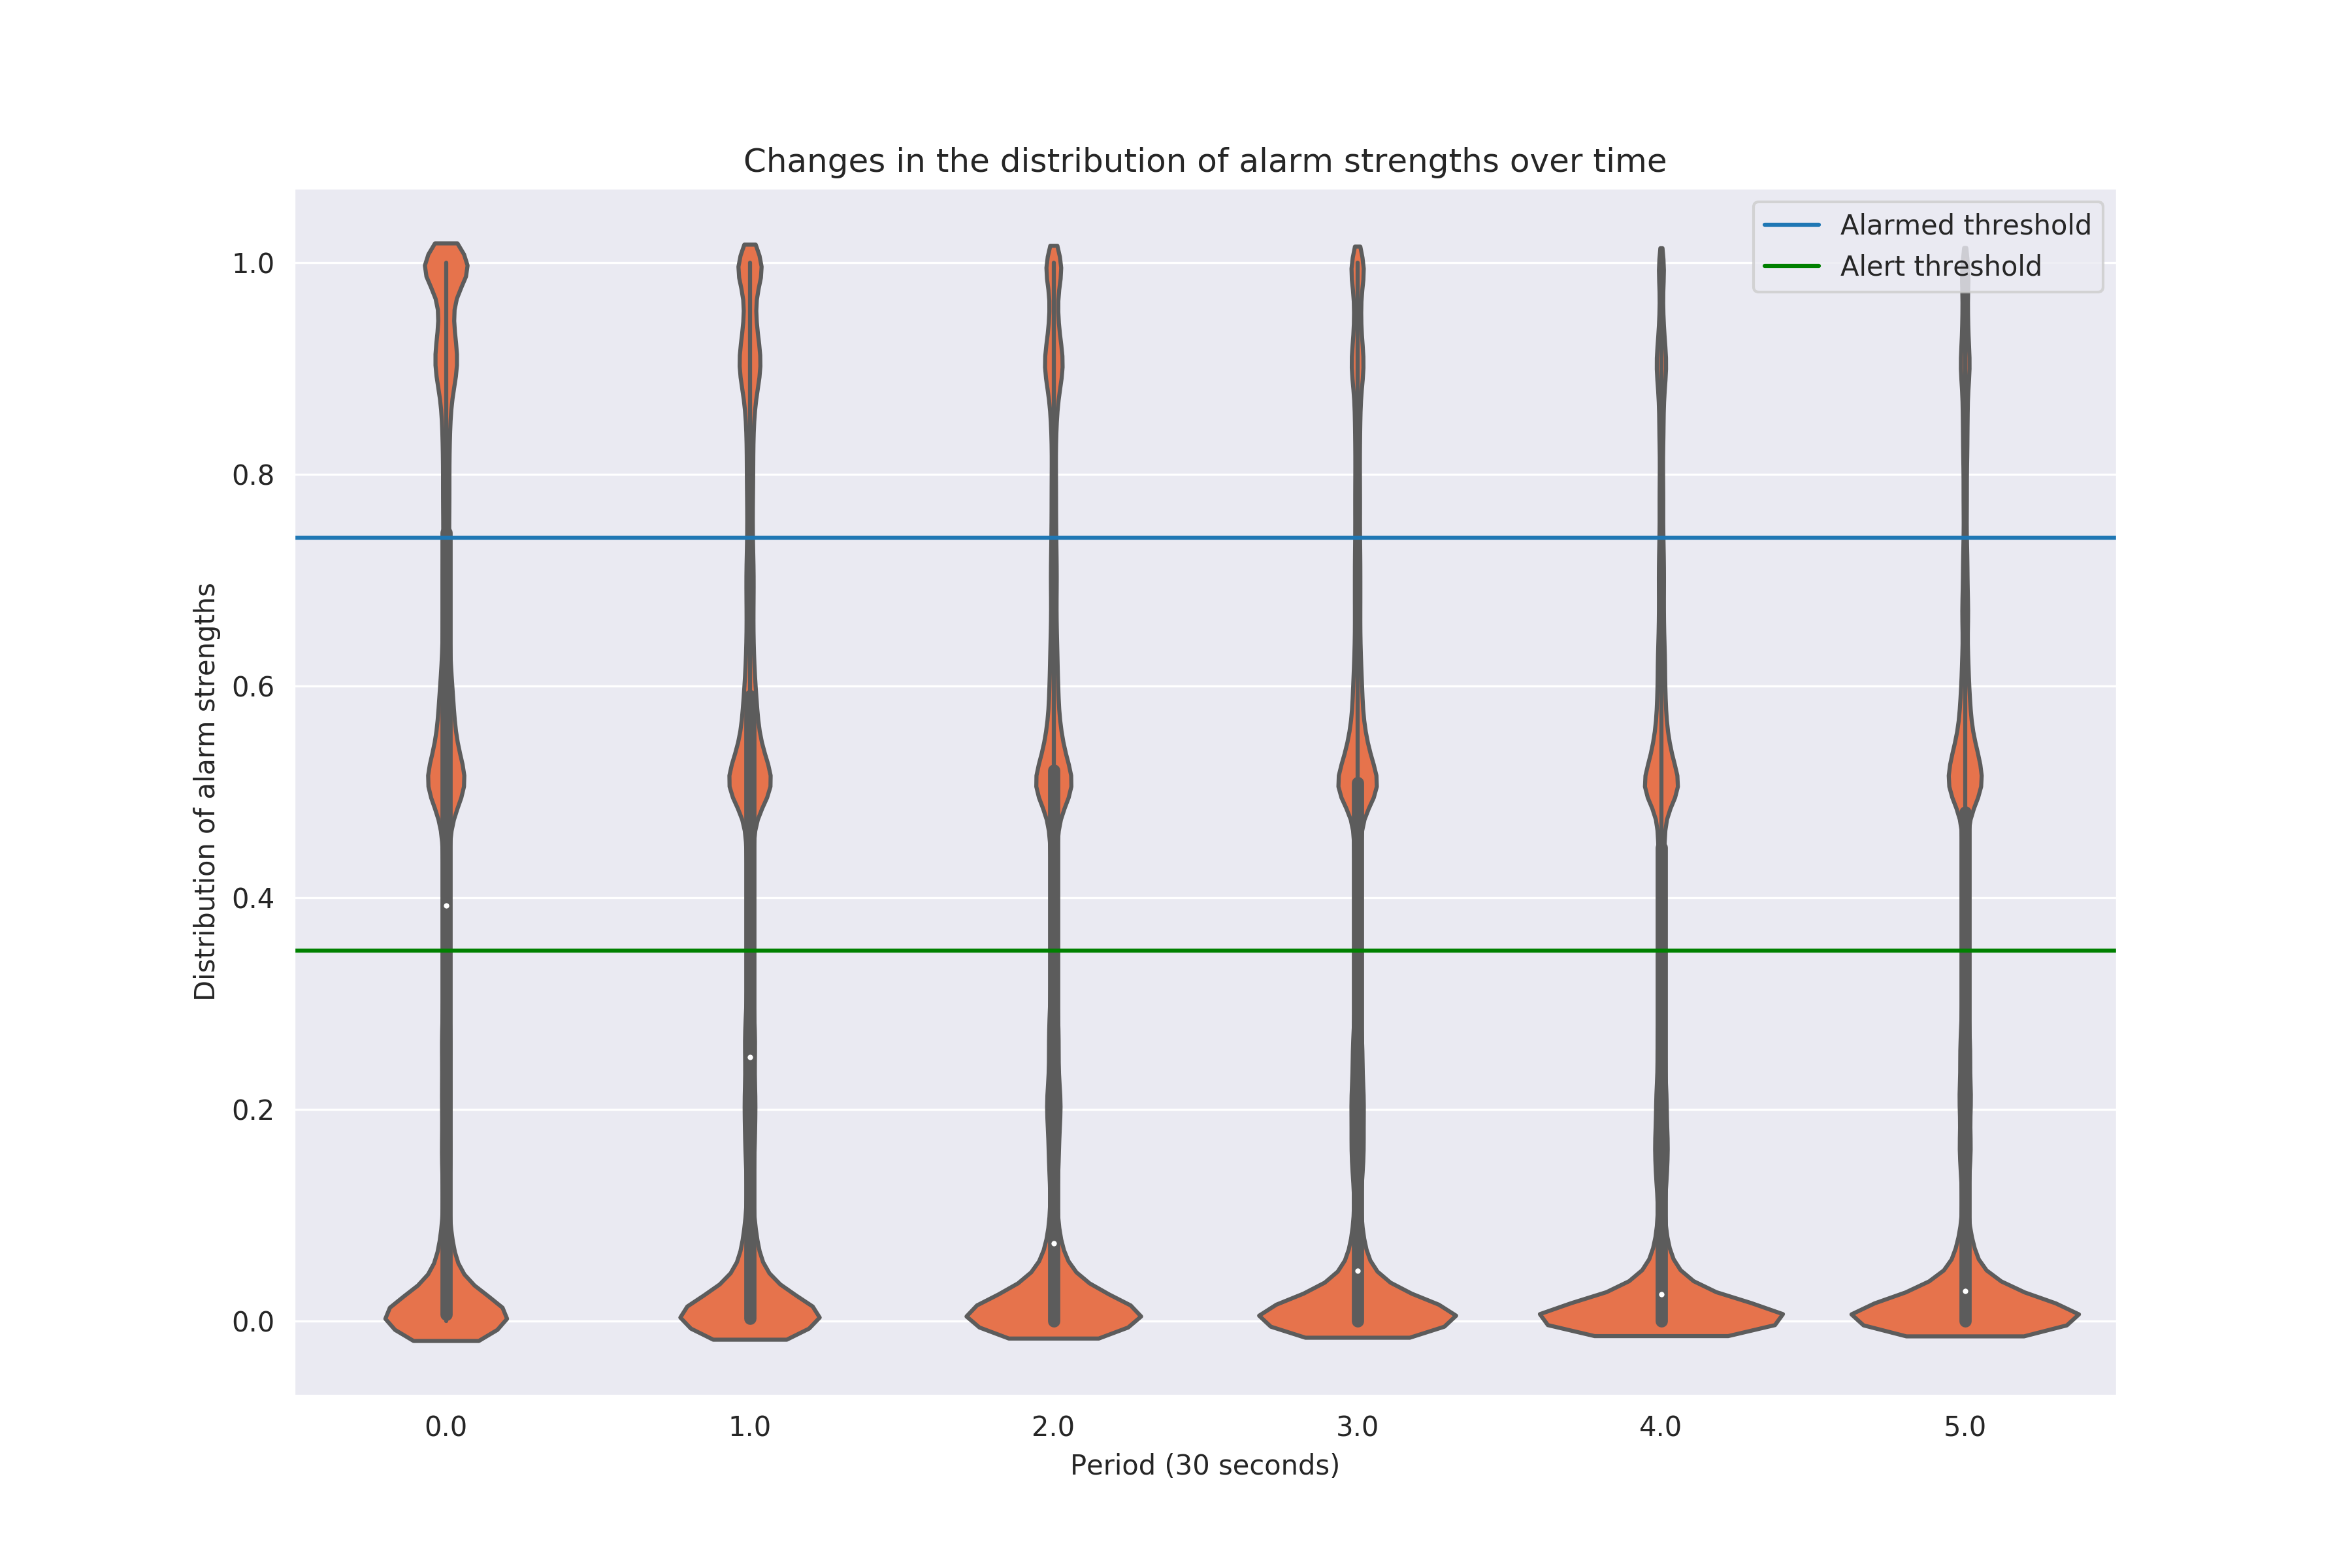 Changes in the distribution of alarm strengths over time
Alarmed threshold
Alert threshold
1.0
0.8
0.6
0.4
0.2
0.0
Distribution of alarm strengths
0.0 1.0 2.0 3.0 4.0 5.0
Period (30 seconds)